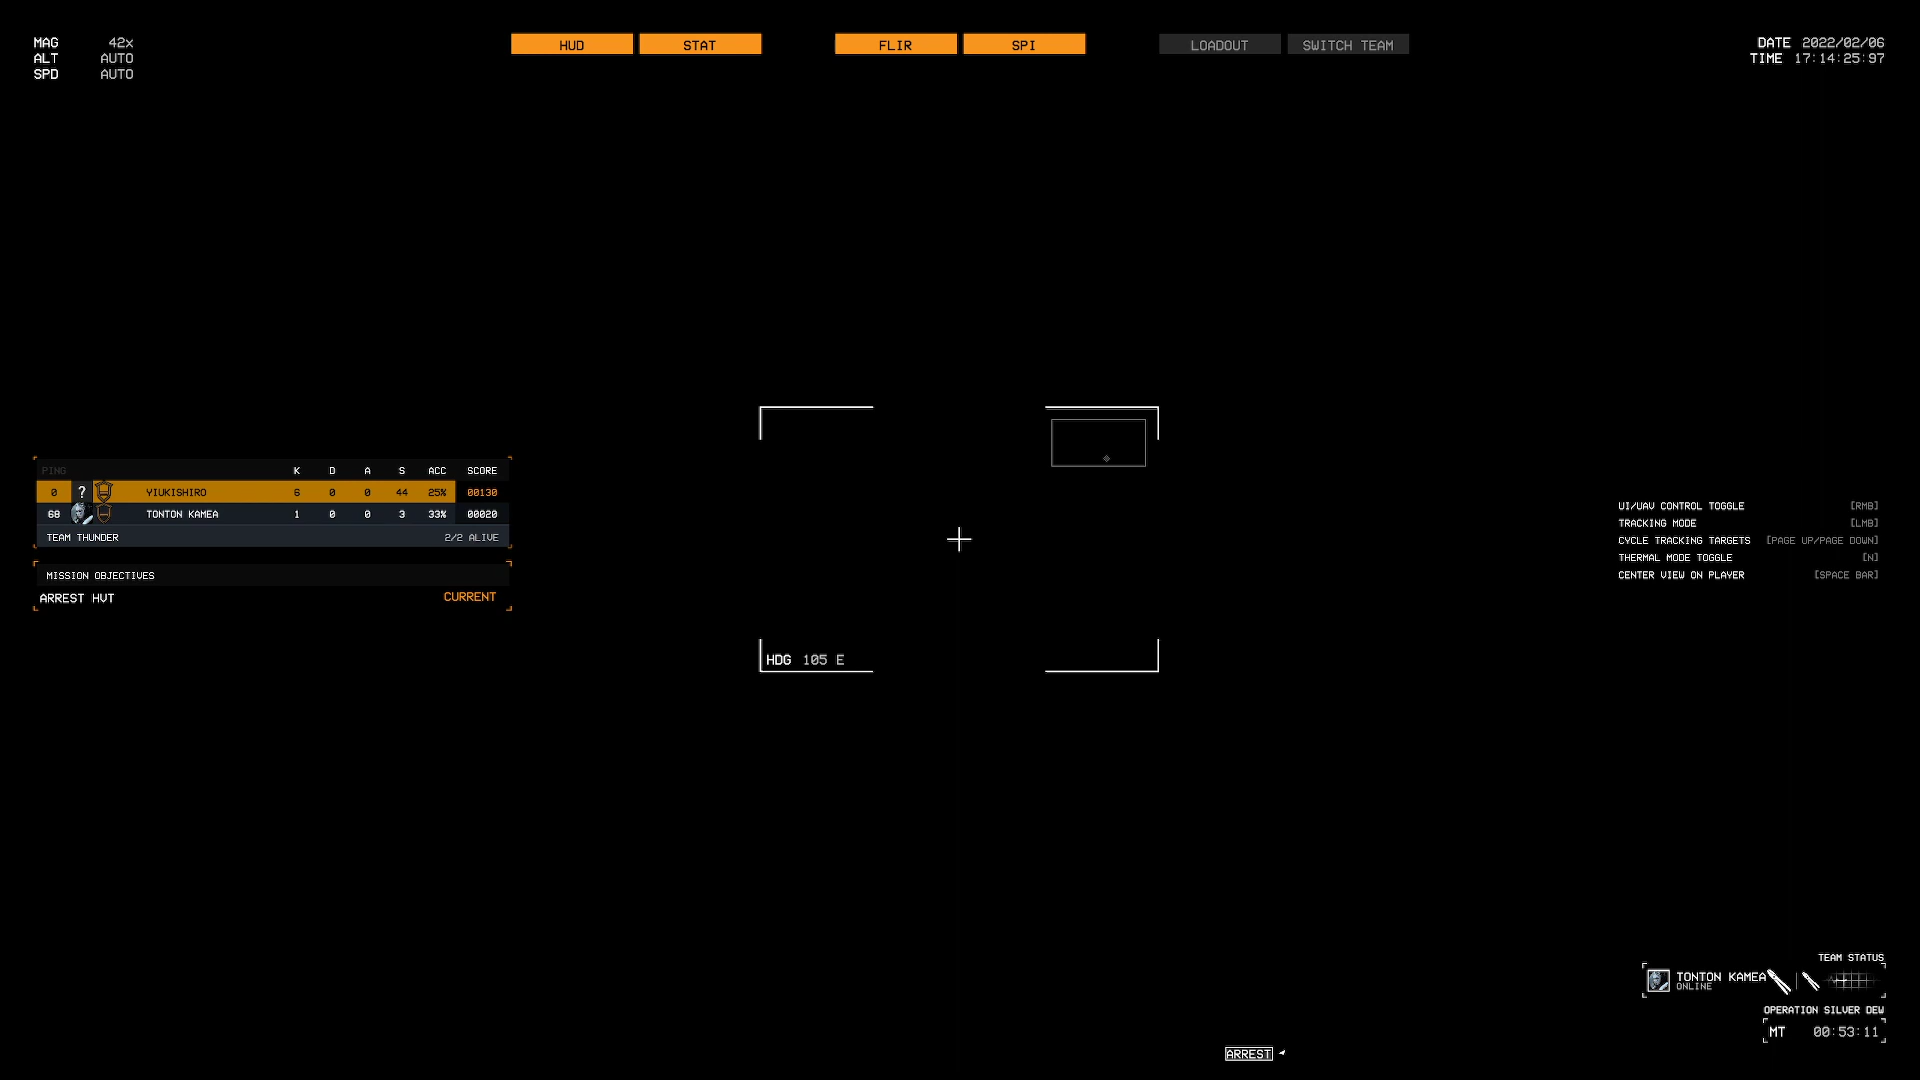 MAG 42x
ALT AUTO
SPD AUTO
HUD STAT FLIR SPI LOADOUT SWITCH TEAM
DATE 2022/02/06
TIME 17:14:25:97
PING K D A S ACC SCORE
0 ? YIUKISHIRO 6 0 0 44 25% 00130
68 TONTON KAMEA 1 0 0 3 33% 00020
TEAM THUNDER 2/2 ALIVE
MISSION OBJECTIVES
ARREST HVT CURRENT
HDG 105 E
UI/UAV CONTROL TOGGLE [RMB]
TRACKING MODE [LMB]
CYCLE TRACKING TARGETS [PAGE UP/PAGE DOWN]
THERMAL MODE TOGGLE [N]
CENTER VIEW ON PLAYER [SPACE BAR]
TEAM STATUS
TONTON KAMEA
ONLINE
OPERATION SILVER DEW
MT 00:53:11
ARREST